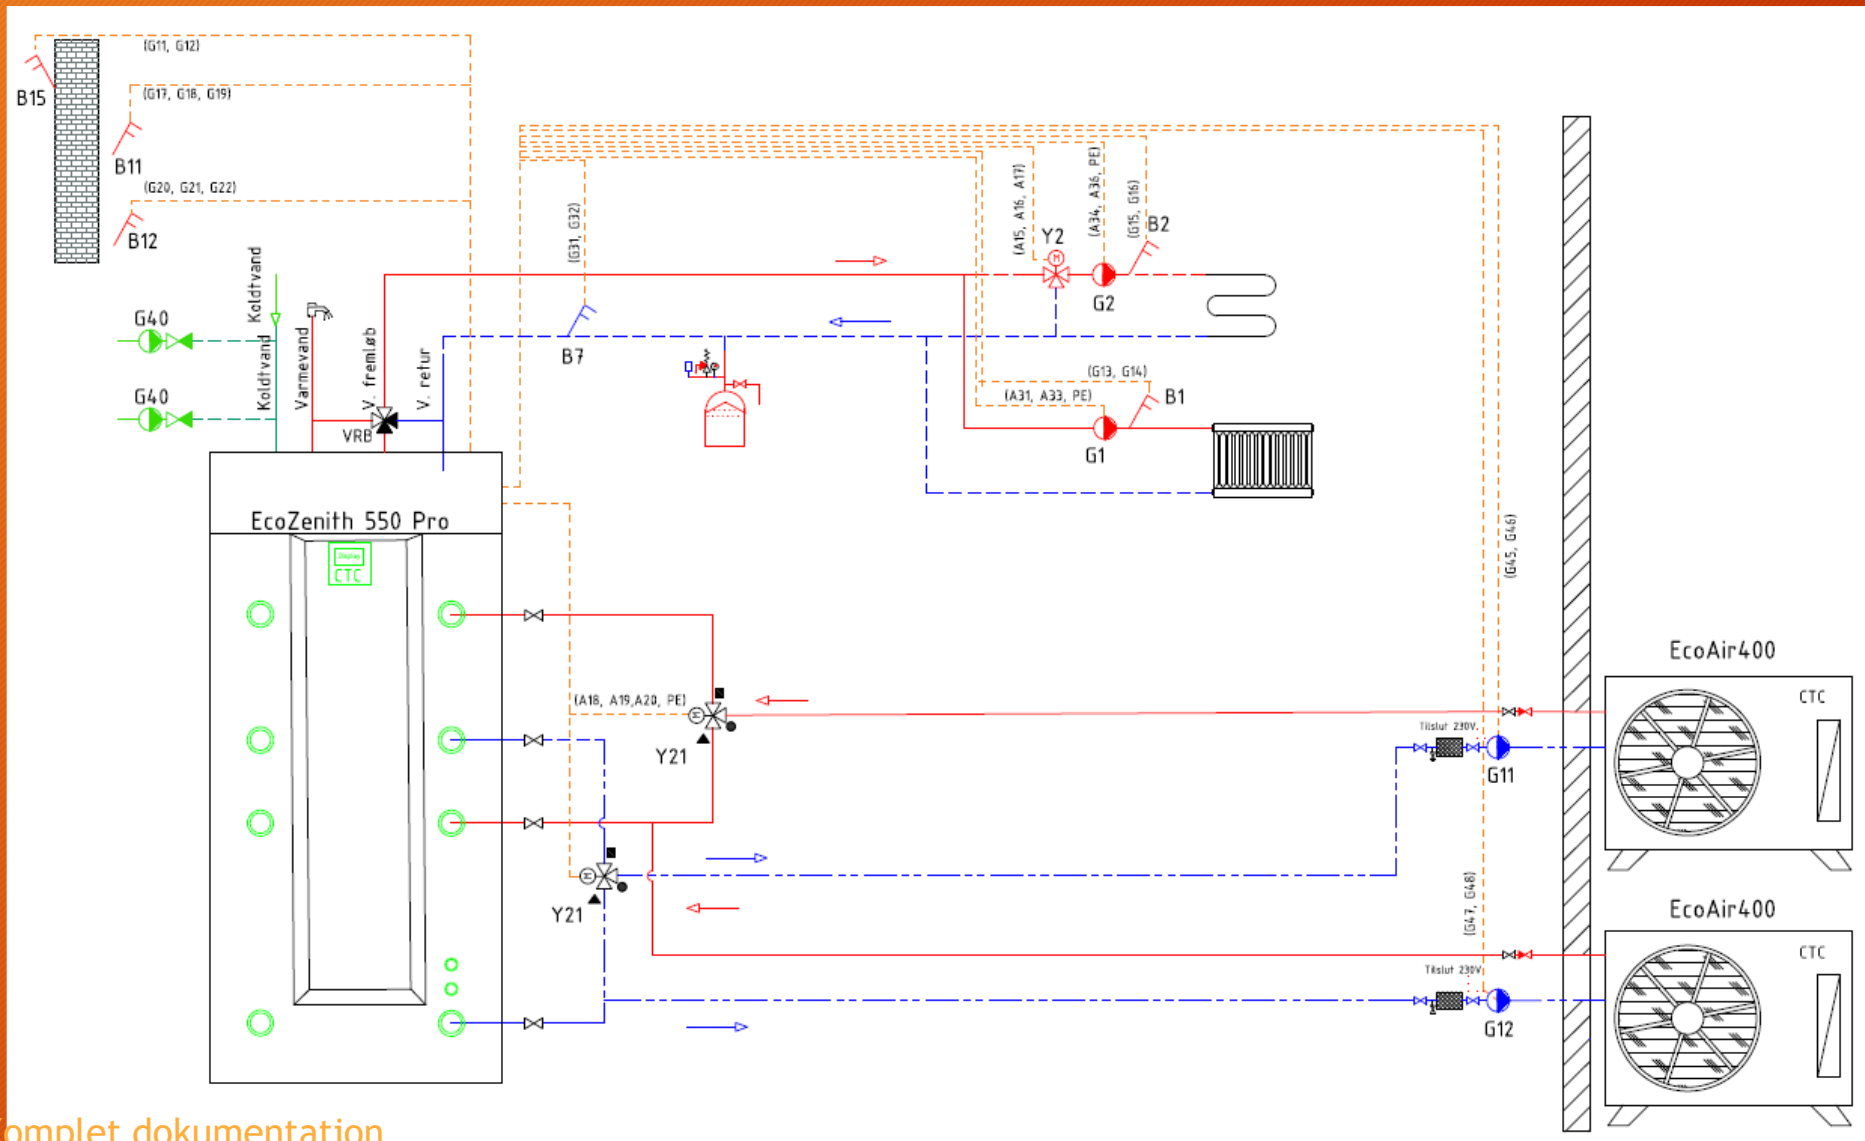 (G11, G12)
B15
(G17, G18, G19)
B11
(G20, G21, G22)
B12
Koldtvand
G40
G40
Koldtvand
Varmevand
V. fremløb
V. retur
VRB
(G31, G32)
B7
(A15, A16, A17)
(A34, A36, PE)
(G15, G16)
Y2
M
B2
G2
(G13, G14)
(A31, A33, PE)
B1
G1
EcoZenith 550 Pro
Display
CTC
(G45, G46)
(A18, A19,A20, PE)
M
Y21
Tilslut 230V.
G11
EcoAir400
CTC
M
Y21
(G47, G48)
Tilslut 230V
G12
EcoAir400
CTC
omplet dokumentation